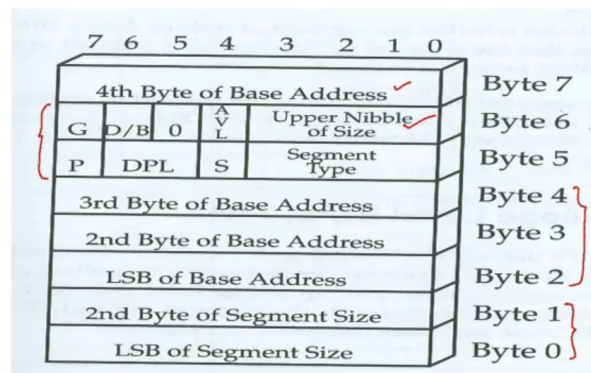 7 6 5 4 3 2 1 0
4th Byte of Base Address Byte 7
G D/B 0 AVL Upper Nibble of Size Byte 6
P DPL S Segment Type Byte 5
3rd Byte of Base Address Byte 4
2nd Byte of Base Address Byte 3
LSB of Base Address Byte 2
2nd Byte of Segment Size Byte 1
LSB of Segment Size Byte 0